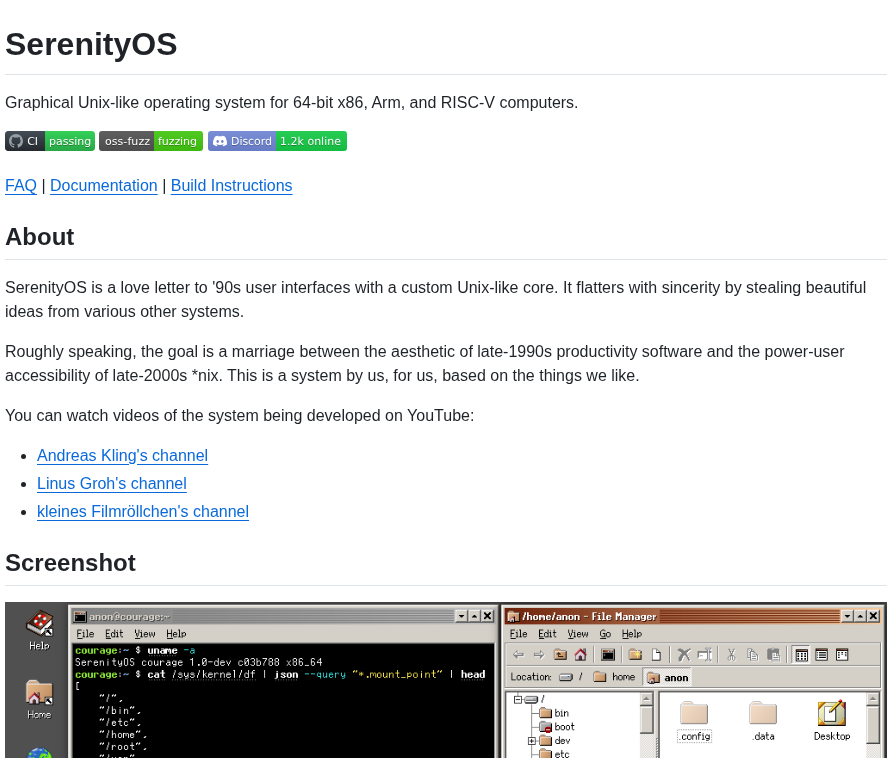 SerenityOS
Graphical Unix-like operating system for 64-bit x86, Arm, and RISC-V computers.
CI passing oss-fuzz fuzzing Discord 1.2k online
FAQ | Documentation | Build Instructions
About
SerenityOS is a love letter to '90s user interfaces with a custom Unix-like core. It flatters with sincerity by stealing beautiful
ideas from various other systems.
Roughly speaking, the goal is a marriage between the aesthetic of late-1990s productivity software and the power-user
accessibility of late-2000s *nix. This is a system by us, for us, based on the things we like.
You can watch videos of the system being developed on YouTube:
Andreas Kling's channel
Linus Groh's channel
kleines Filmröllchen's channel
Screenshot
Help
Home
anon@courage:~
File Edit View Help
courage:~ $ uname -a
SerenityOS courage 1.0-dev c03b788 x86_64
courage:~ $ cat /sys/kernel/df | json --query "*.mount_point" | head
[
"/",
"/bin",
"/etc",
"/home",
"/root",
/home/anon - File Manager
File Edit View Go Help
Location: / home anon
/
bin
boot
dev
etc
.config .data Desktop